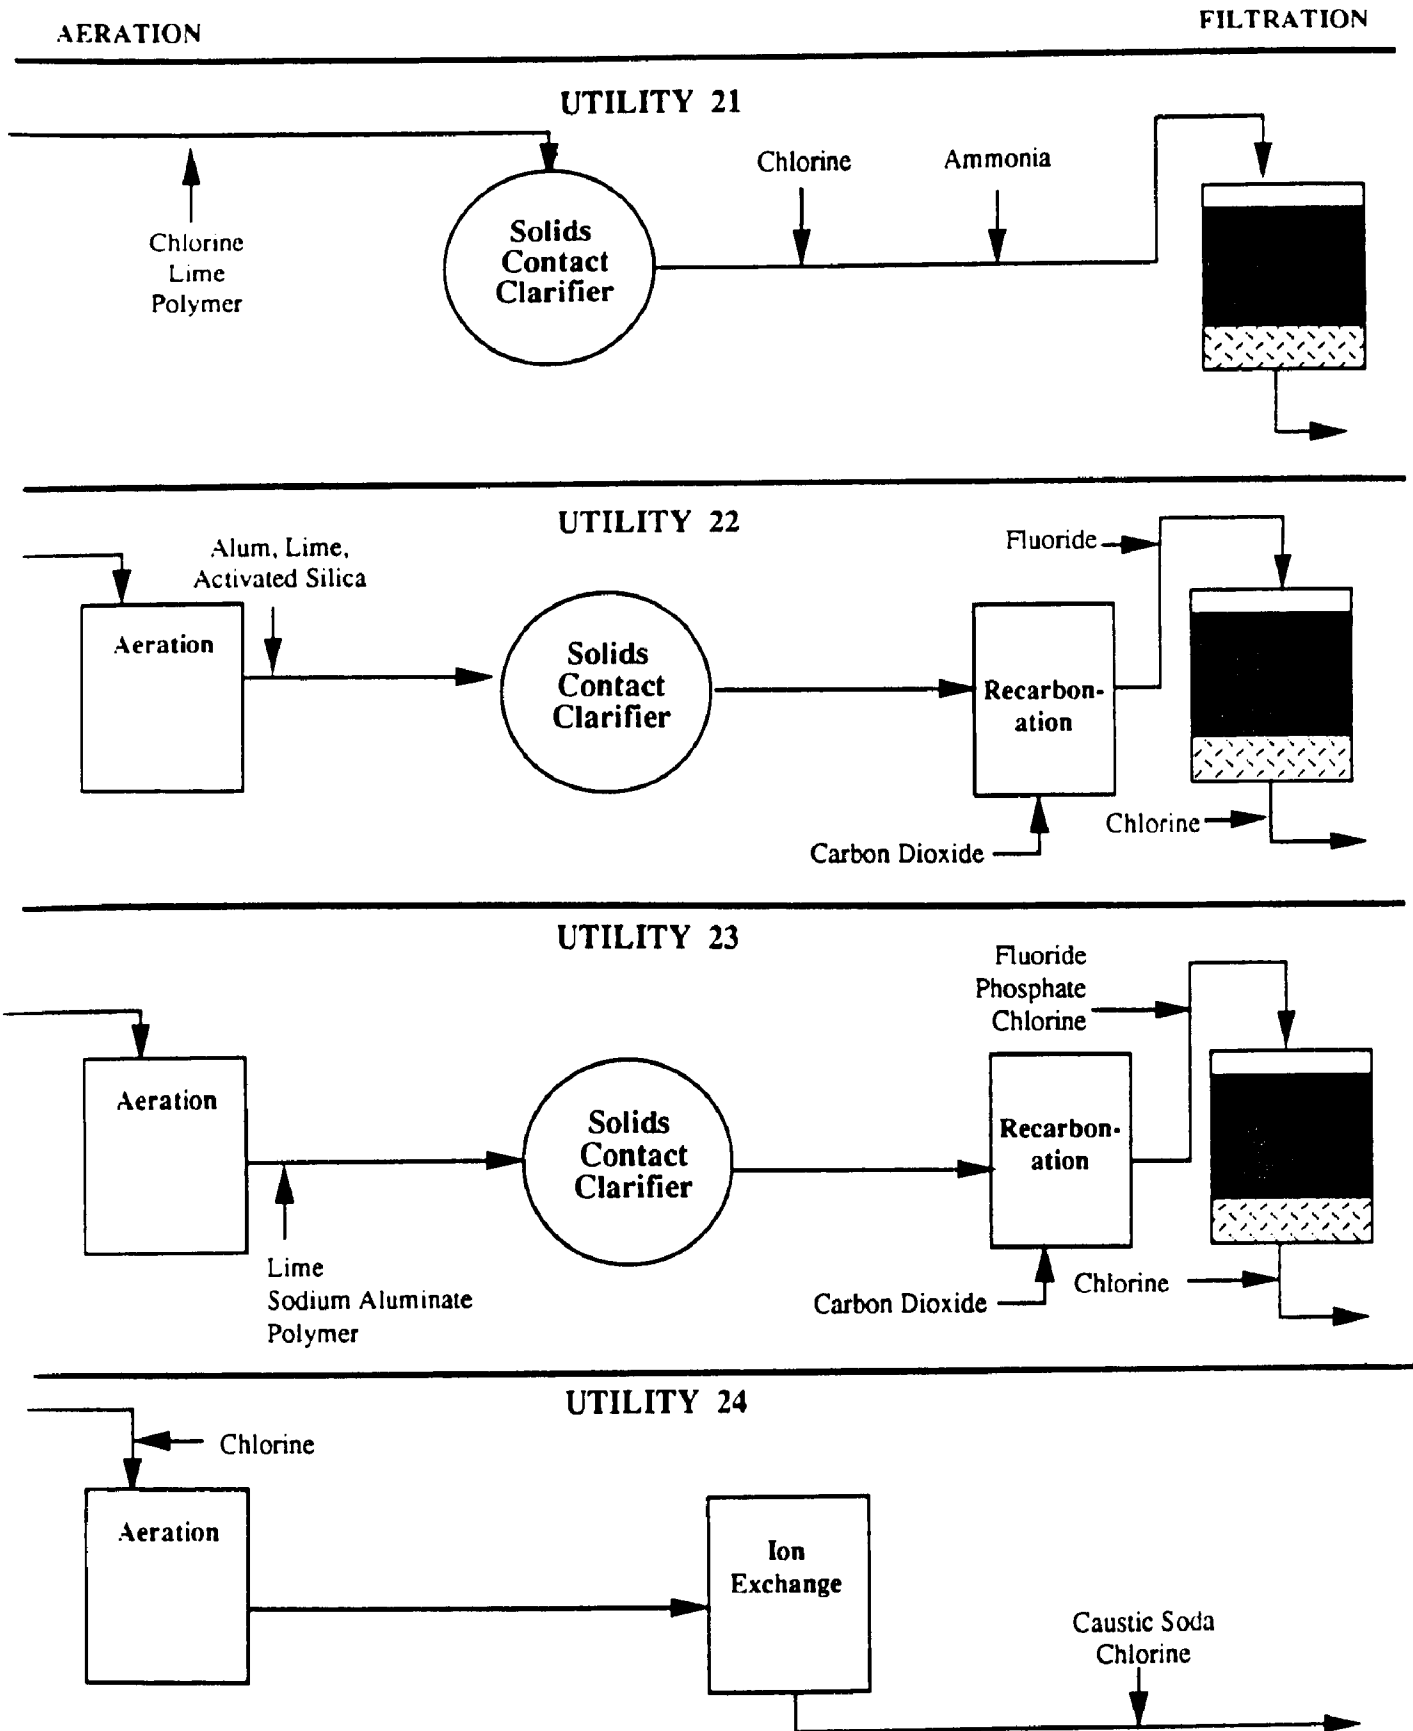 AERATION
FILTRATION
UTILITY 21
Chlorine
Lime
Polymer
Solids
Contact
Clarifier
Chlorine
Ammonia
UTILITY 22
Alum, Lime,
Activated Silica
Aeration
Solids
Contact
Clarifier
Recarbon-
ation
Fluoride
Carbon Dioxide
Chlorine
UTILITY 23
Aeration
Lime
Sodium Aluminate
Polymer
Solids
Contact
Clarifier
Recarbon-
ation
Fluoride
Phosphate
Chlorine
Carbon Dioxide
Chlorine
UTILITY 24
Chlorine
Aeration
Ion
Exchange
Caustic Soda
Chlorine